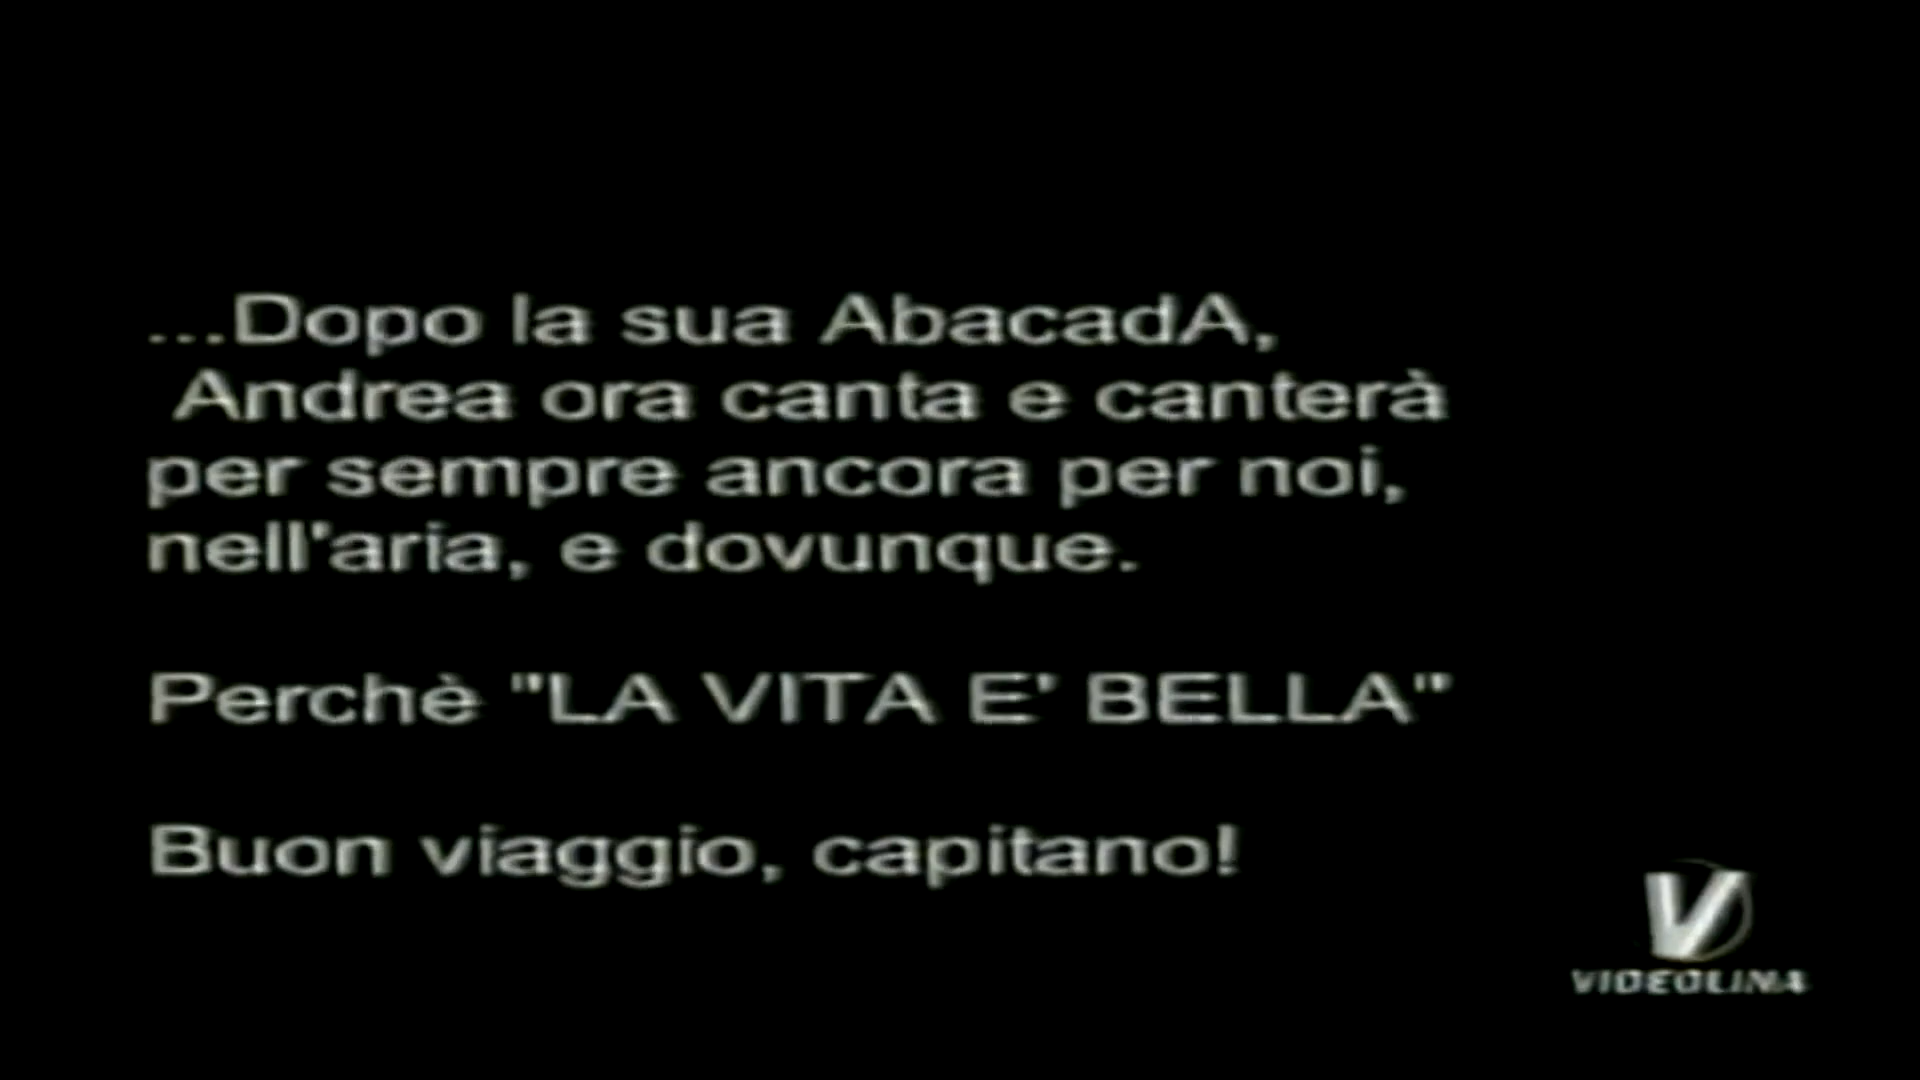 ...Dopo la sua AbacadA,
Andrea ora canta e canterà
per sempre ancora per noi,
nell'aria, e dovunque.
Perchè "LA VITA E' BELLA"
Buon viaggio, capitano!
V
VIDEOLINA